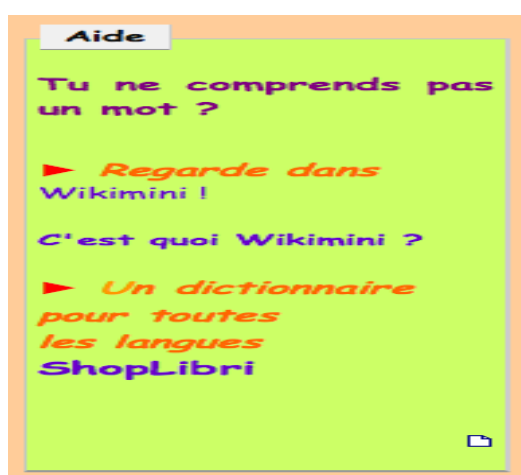 Aide
Tu ne comprends pas
un mot ?
► Regarde dans
Wikimini !
C'est quoi Wikimini ?
► Un dictionnaire
pour toutes
les langues
ShopLibri